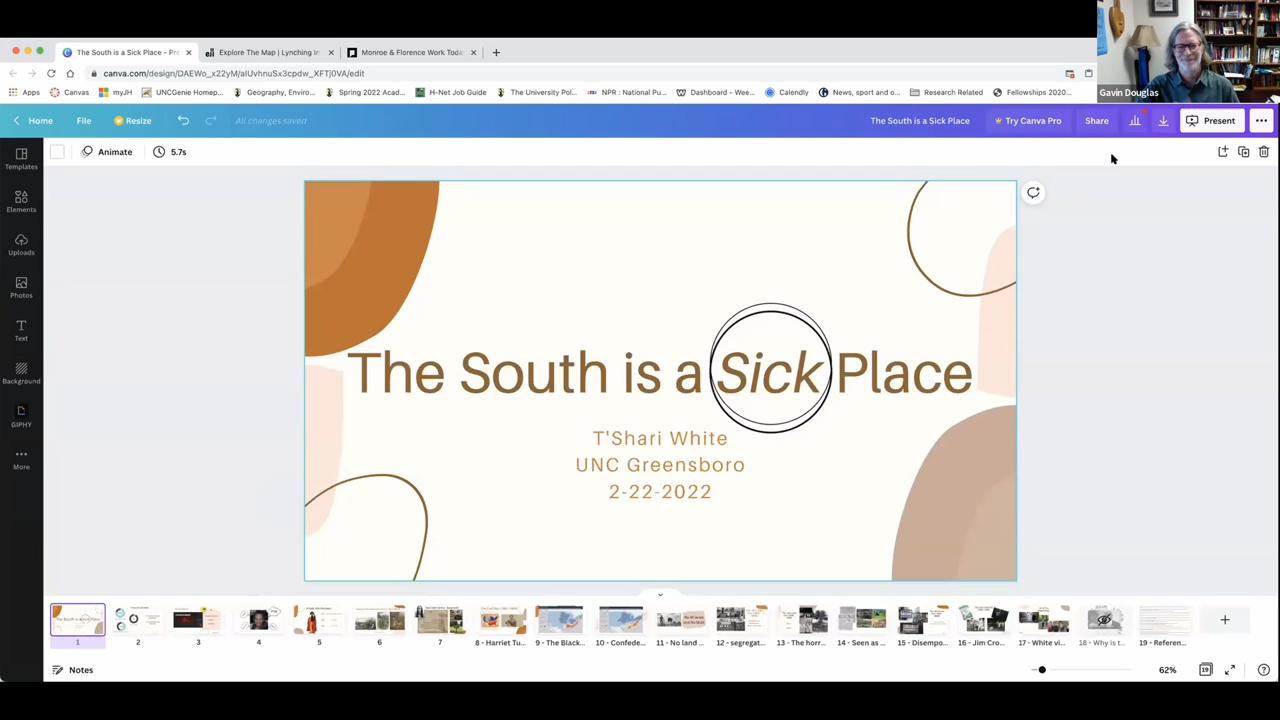 The South is a Sick Place - Pre
Explore The Map | Lynching In
Monroe & Florence Work Toda
canva.com/design/DAEWo_x22yM/
Apps
Canvas
myJH
UNCGenie Homep...
Geography, Enviro...
Spring 2022 Acad...
H-Net Job Guide
The University Pol...
NPR : National Pu...
Dashboard - Wee...
Calendly
News, sport and o...
Research Related
Fellowships 2020...
Gavin Douglas
Home
File
Resize
All changes saved
The South is a Sick Place
Try Canva Pro
Share
Present
Animate
5.7s
Templates
Elements
Uploads
Photos
Text
Background
GIPHY
More
The South is a Sick Place
T'Shari White
UNC Greensboro
2-22-2022
1
2
3
4
5
6
7
8 - Harriet Tu...
9 - The Black...
10 - Confede...
11 - No land ...
12 - segregat...
13 - The horr...
14 - Seen as ...
15 - Disempo...
16 - Jim Cro...
17 - White vi...
18 - Why is t...
19 - Referen...
Notes
62%
19